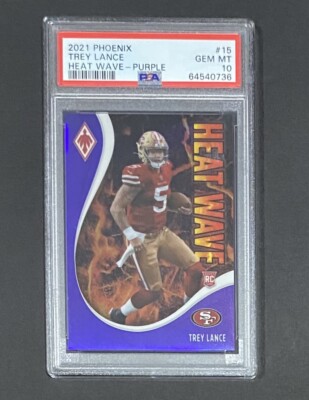 2021 PHOENIX #15
TREY LANCE GEM MT
HEAT WAVE-PURPLE PSA 10
64540736
HEAT WAVE
5
RC
SF
TREY LANCE